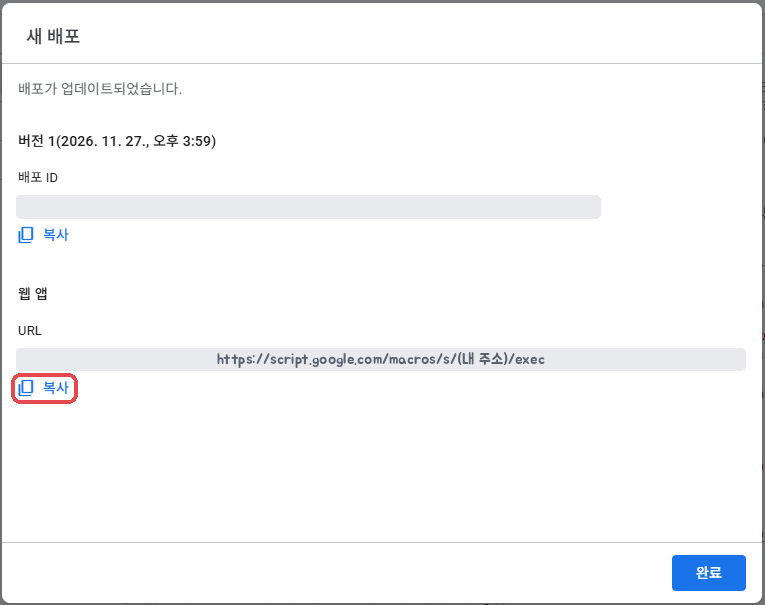 새 배포
배포가 업데이트되었습니다.
버전 1(2026. 11. 27., 오후 3:59)
배포 ID
복사
웹 앱
URL
https://script.google.com/macros/s/(내 주소)/exec
복사
완료